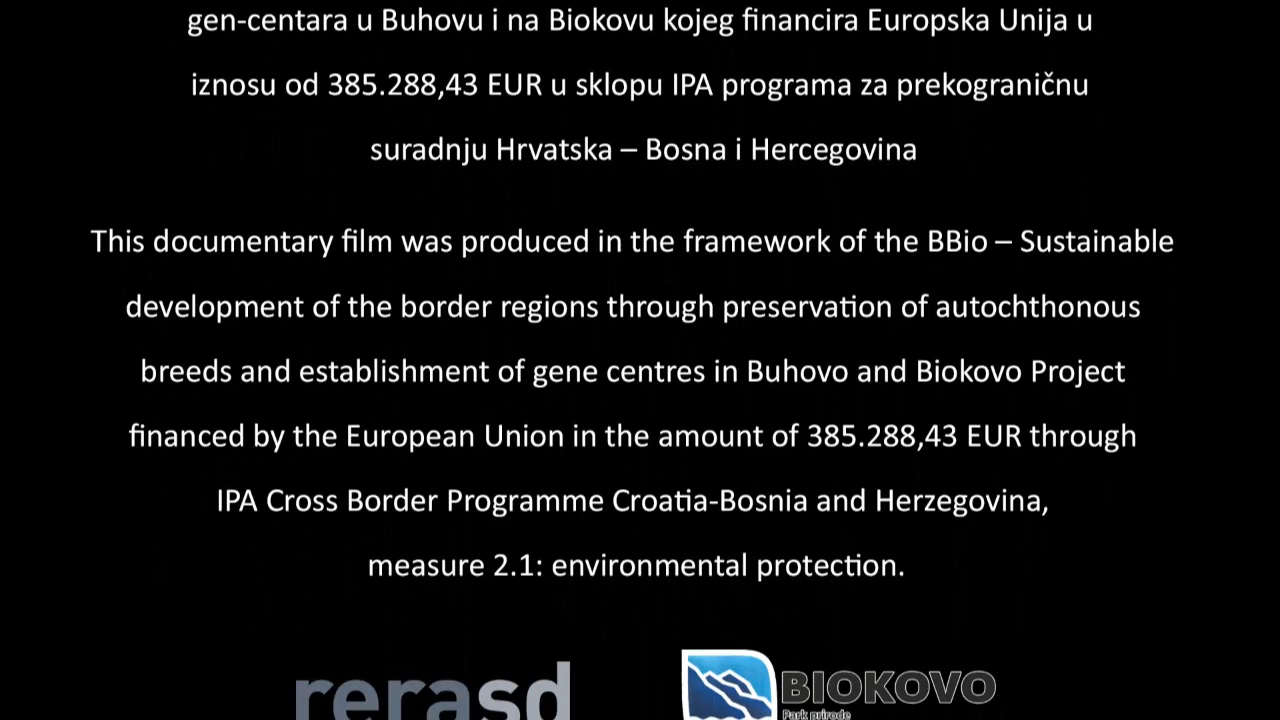 gen-centara u Buhovu i na Biokovu kojeg financira Europska Unija u
iznosu od 385.288,43 EUR u sklopu IPA programa za prekograničnu
suradnju Hrvatska – Bosna i Hercegovina
This documentary film was produced in the framework of the BBio – Sustainable
development of the border regions through preservation of autochthonous
breeds and establishment of gene centres in Buhovo and Biokovo Project
financed by the European Union in the amount of 385.288,43 EUR through
IPA Cross Border Programme Croatia-Bosnia and Herzegovina,
measure 2.1: environmental protection.
rerasd
BIOKOVO
Park prirode